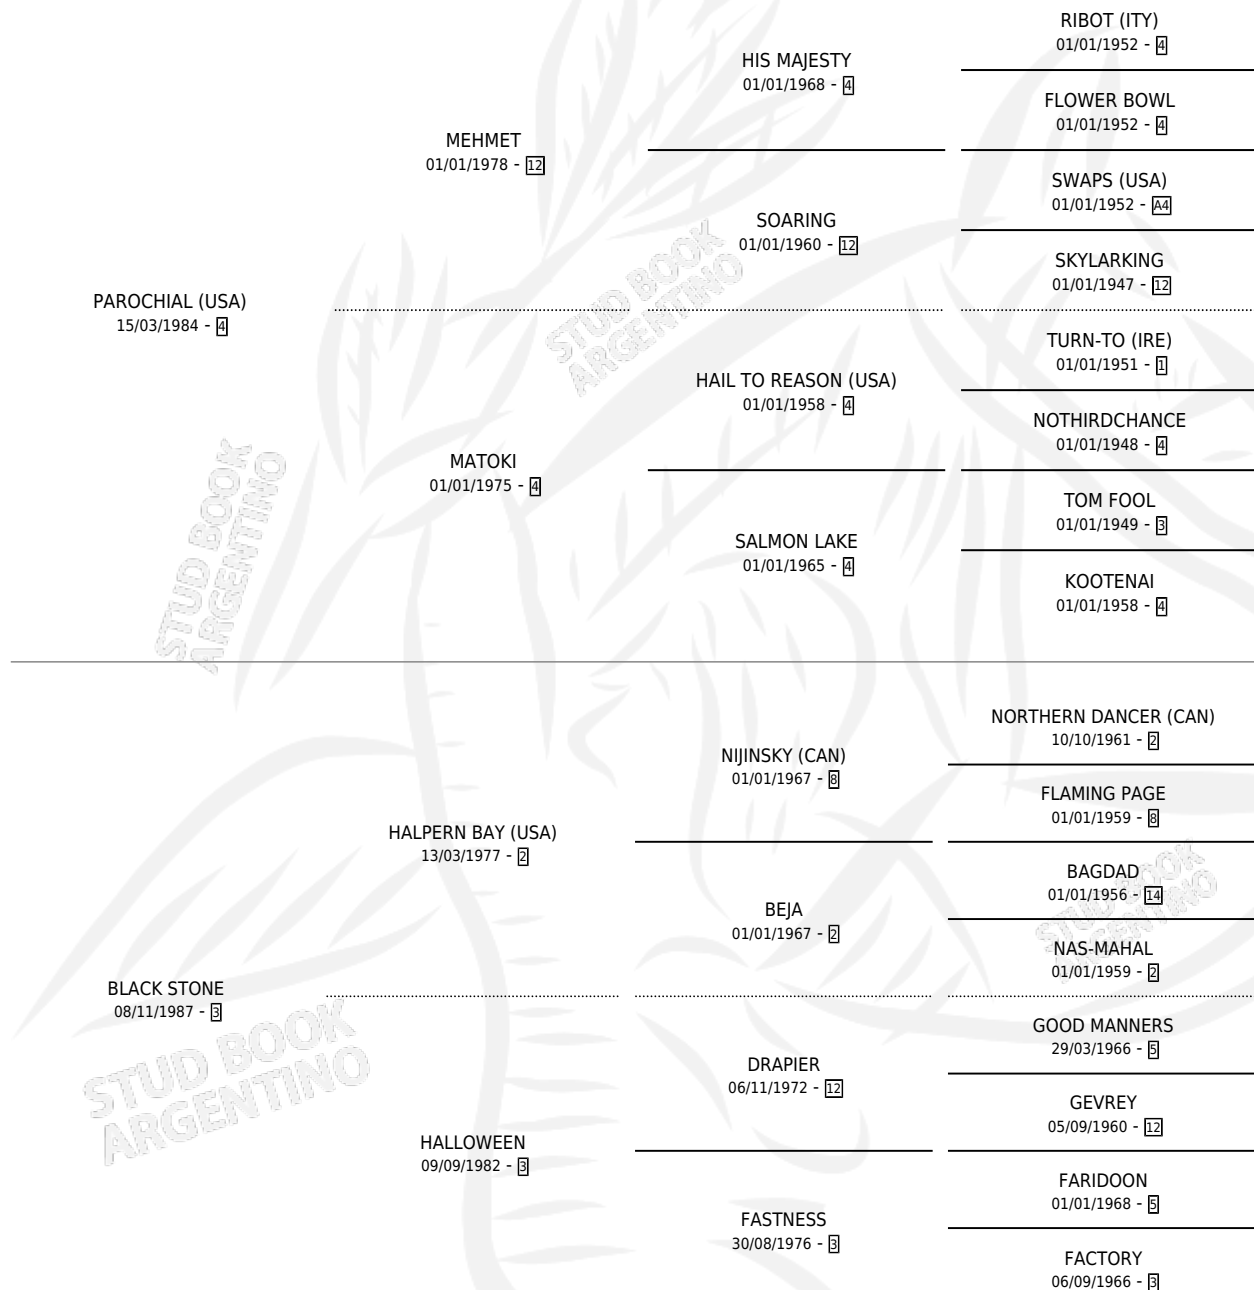 RIBOT (ITY)
01/01/1952 - 4
HIS MAJESTY
01/01/1968 - 4
FLOWER BOWL
01/01/1952 - 4
MEHMET
01/01/1978 - 12
SWAPS (USA)
01/01/1952 - A4
SOARING
01/01/1960 - 12
SKYLARKING
01/01/1947 - 12
PAROCHIAL (USA)
15/03/1984 - 4
TURN-TO (IRE)
01/01/1951 - 1
HAIL TO REASON (USA)
01/01/1958 - 4
NOTHIRDCHANCE
01/01/1948 - 4
MATOKI
01/01/1975 - 4
TOM FOOL
01/01/1949 - 3
SALMON LAKE
01/01/1965 - 4
KOOTENAI
01/01/1958 - 4
STUD BOOK
ARGENTINO
STUD BOOK
ARGENTINO
NORTHERN DANCER (CAN)
10/10/1961 - 2
NIJINSKY (CAN)
01/01/1967 - 8
FLAMING PAGE
01/01/1959 - 8
HALPERN BAY (USA)
13/03/1977 - 2
BAGDAD
01/01/1956 - 14
BEJA
01/01/1967 - 2
NAS-MAHAL
01/01/1959 - 2
BLACK STONE
08/11/1987 - 3
GOOD MANNERS
29/03/1966 - 5
DRAPIER
06/11/1972 - 12
GEVREY
05/09/1960 - 12
HALLOWEEN
09/09/1982 - 3
FARIDOON
01/01/1968 - 5
FASTNESS
30/08/1976 - 3
FACTORY
06/09/1966 - 3
STUD BOOK
ARGENTINO
STUD BOOK
ARGENTINO